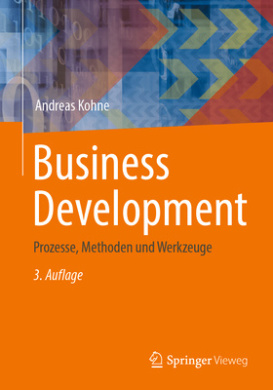 Andreas Kohne
Business
Development
Prozesse, Methoden und Werkzeuge
3. Auflage
Springer Vieweg